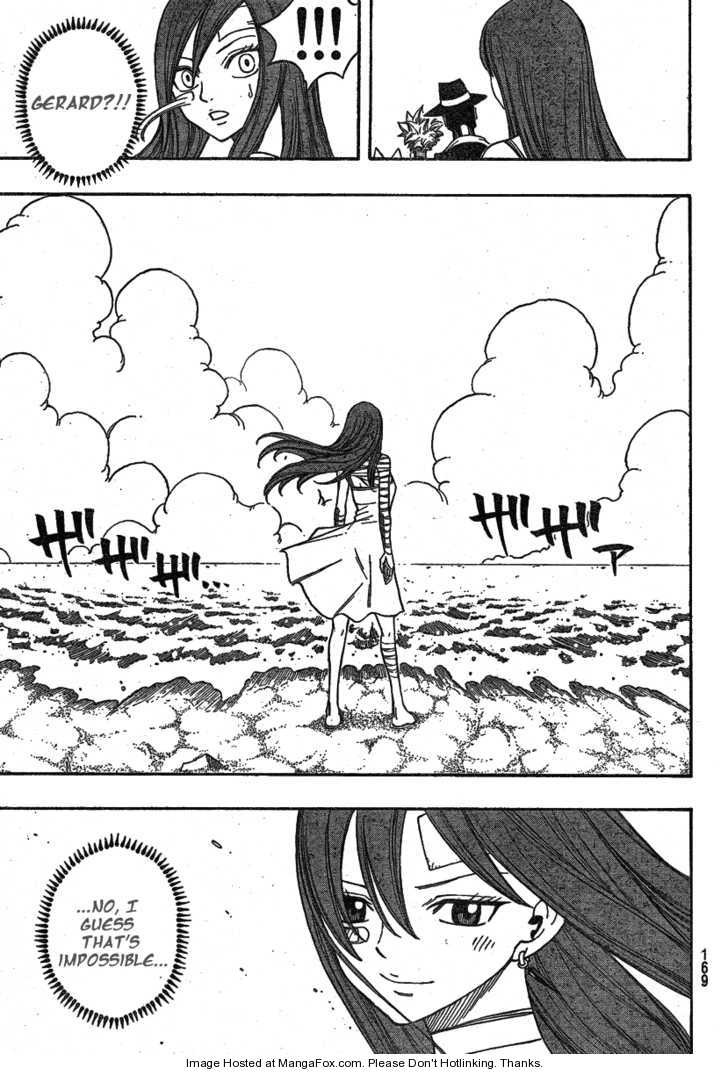 !!!
GERARD?!!
ザザ
ァ
ザザザ...
...NO, I
GUESS
THAT'S
IMPOSSIBLE...
169
Image Hosted at MangaFox.com. Please Don't Hotlinking. Thanks.